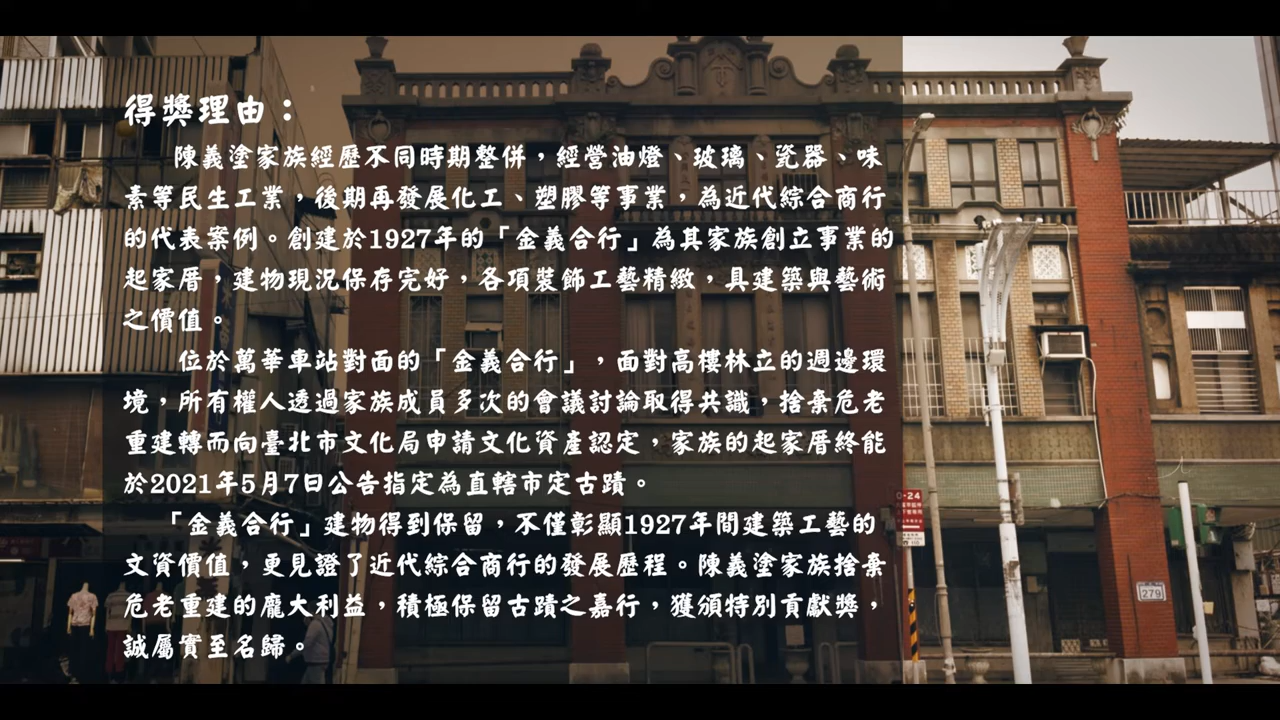 得獎理由：
陳義塗家族經歷不同時期整併，經營油燈、玻璃、瓷器、味
素等民生工業，後期再發展化工、塑膠等事業，為近代綜合商行
的代表案例。創建於1927年的「金義合行」為其家族創立事業的
起家厝，建物現況保存完好，各項裝飾工藝精緻，具建築與藝術
之價值。
位於萬華車站對面的「金義合行」，面對高樓林立的週邊環
境，所有權人透過家族成員多次的會議討論取得共識，捨棄危老
重建轉而向臺北市文化局申請文化資產認定，家族的起家厝終能
於2021年5月7日公告指定為直轄市定古蹟。
「金義合行」建物得到保留，不僅彰顯1927年間建築工藝的
文資價值，更見證了近代綜合商行的發展歷程。陳義塗家族捨棄
危老重建的龐大利益，積極保留古蹟之嘉行，獲頒特別貢獻獎，
誠屬實至名歸。
0-24
279